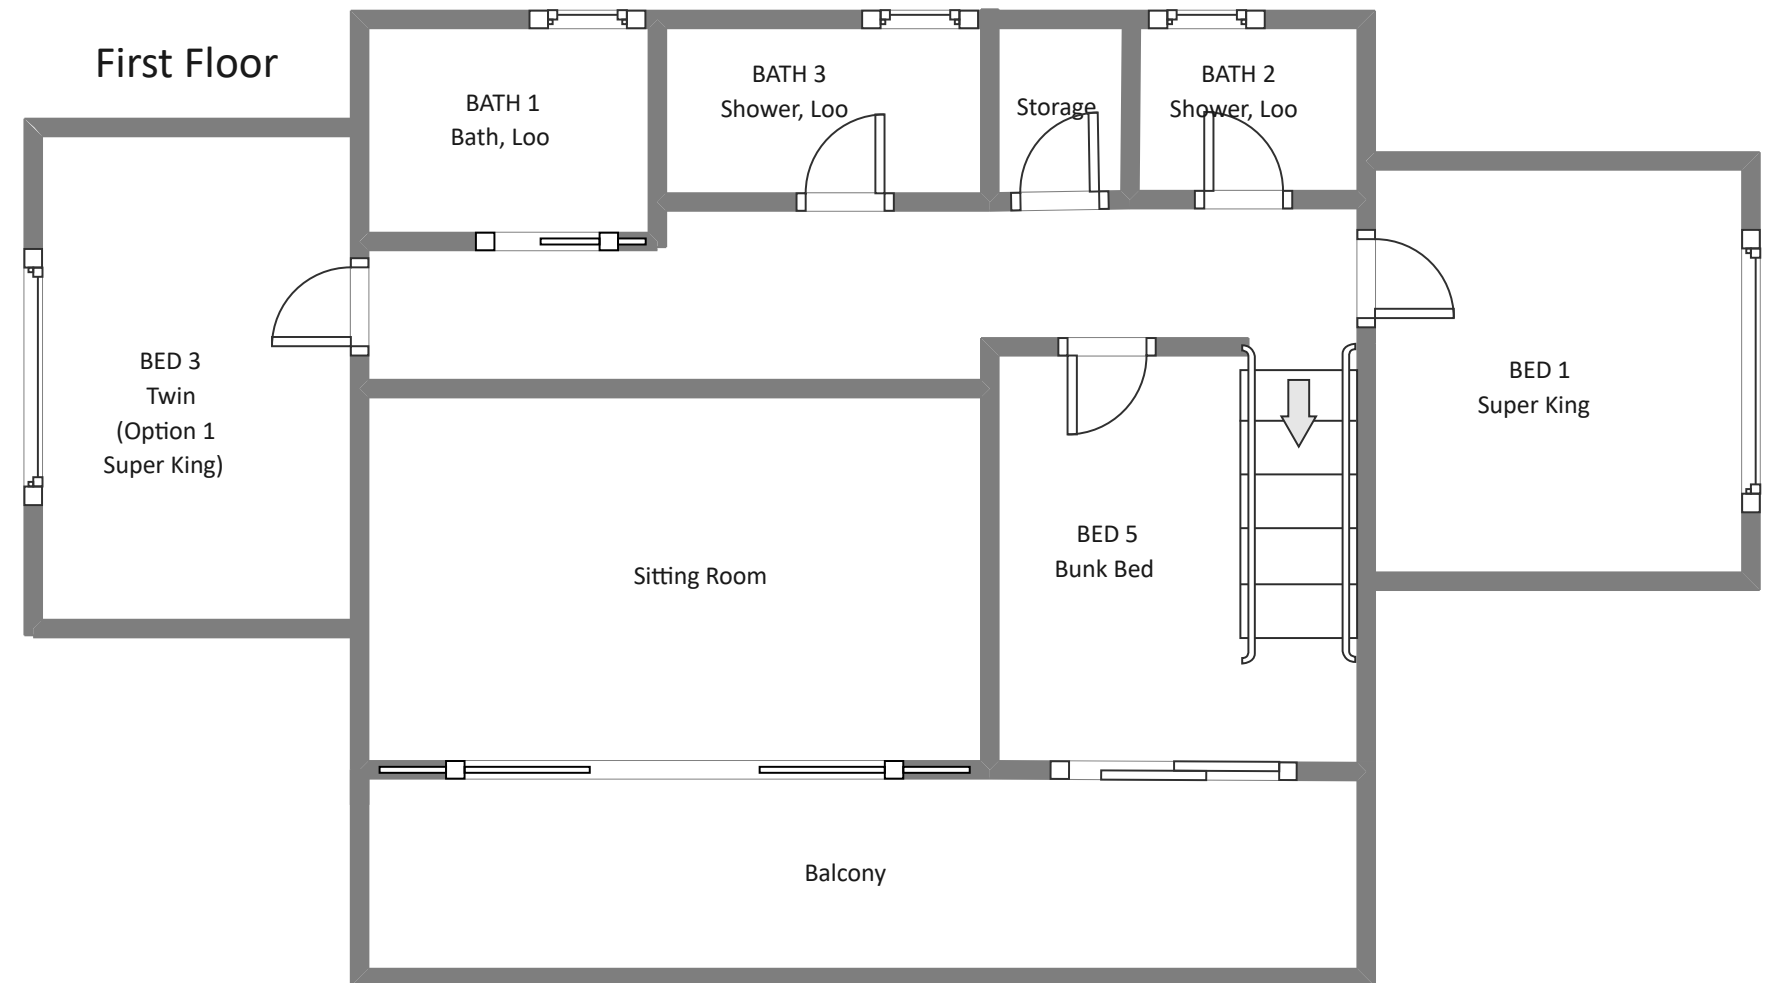 First Floor
BATH 1
Bath, Loo
BATH 3
Shower, Loo
Storage
BATH 2
Shower, Loo
BED 3
Twin
(Option 1
Super King)
Sitting Room
BED 5
Bunk Bed
BED 1
Super King
Balcony